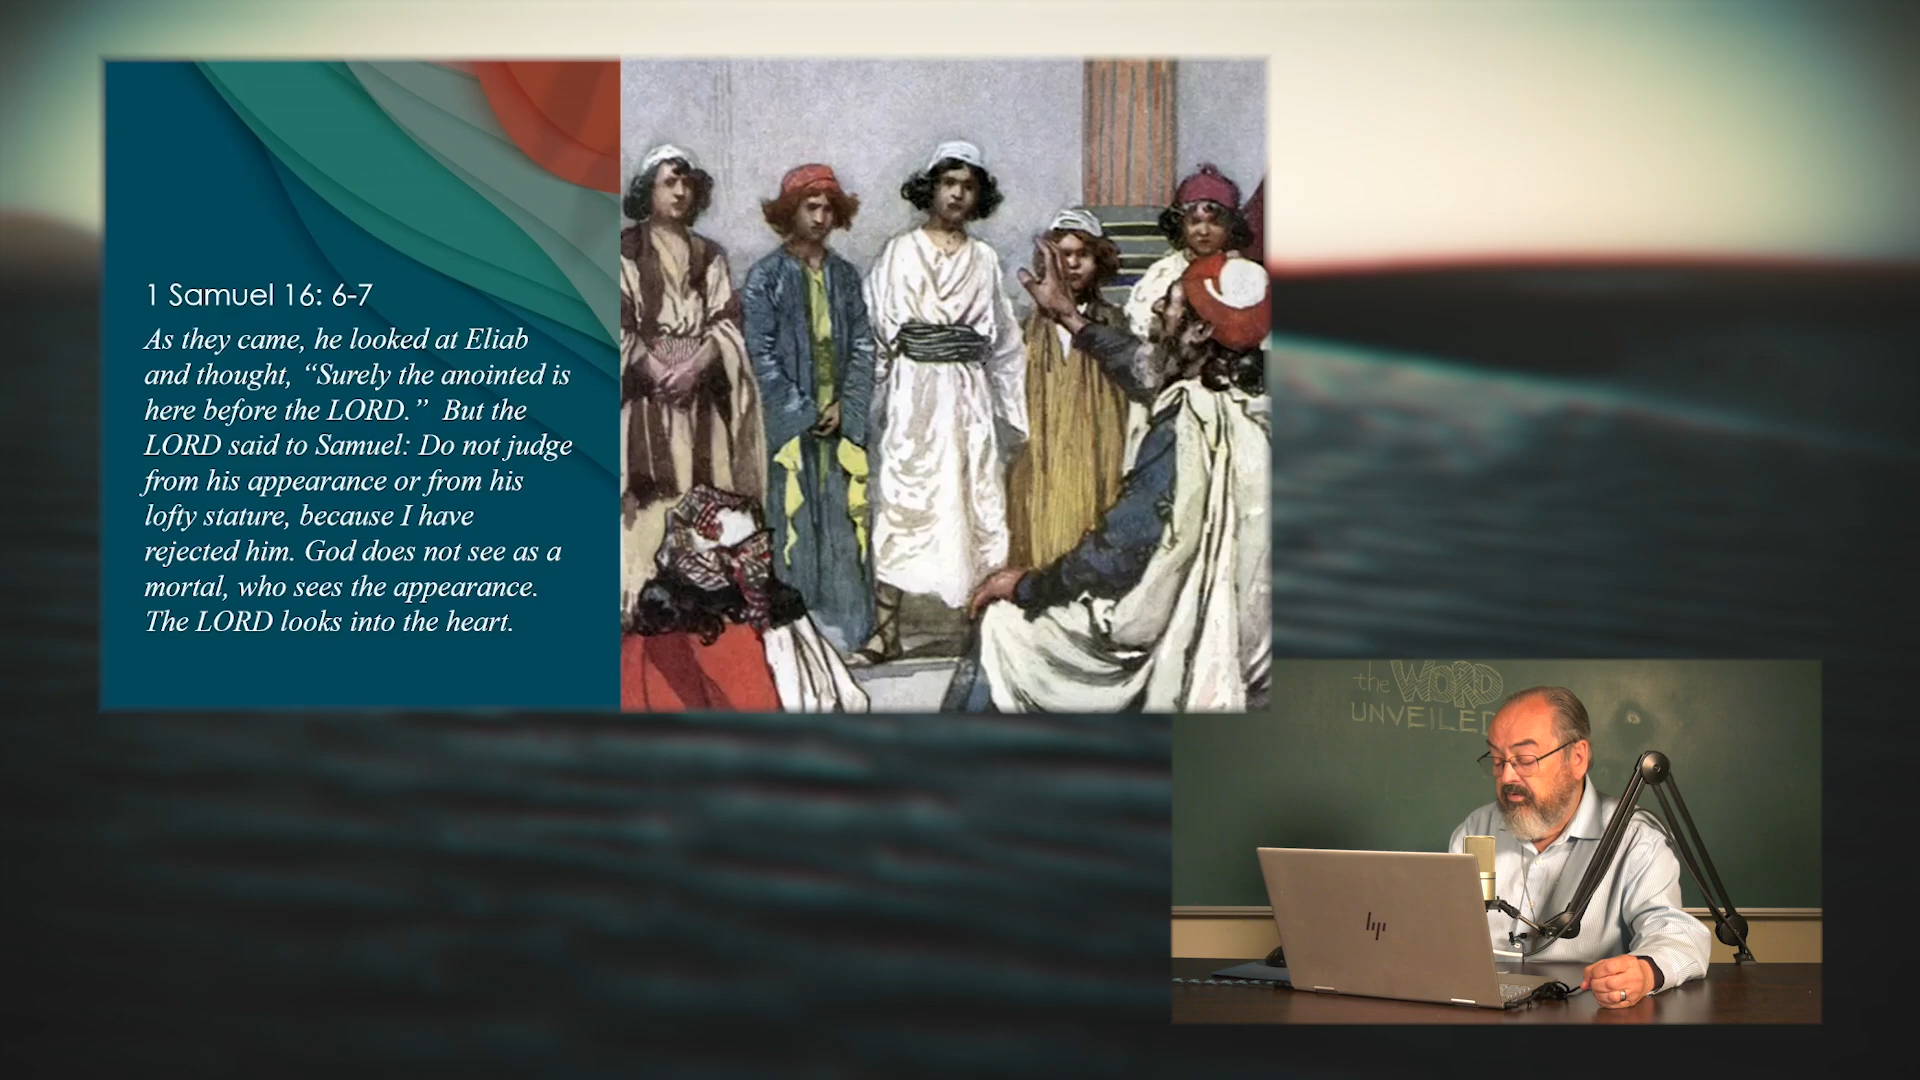 1 Samuel 16: 6-7
As they came, he looked at Eliab
and thought, “Surely the anointed is
here before the LORD.”  But the
LORD said to Samuel: Do not judge
from his appearance or from his
lofty stature, because I have
rejected him. God does not see as a
mortal, who sees the appearance.
The LORD looks into the heart.
the WORD
UNVEILED
hp